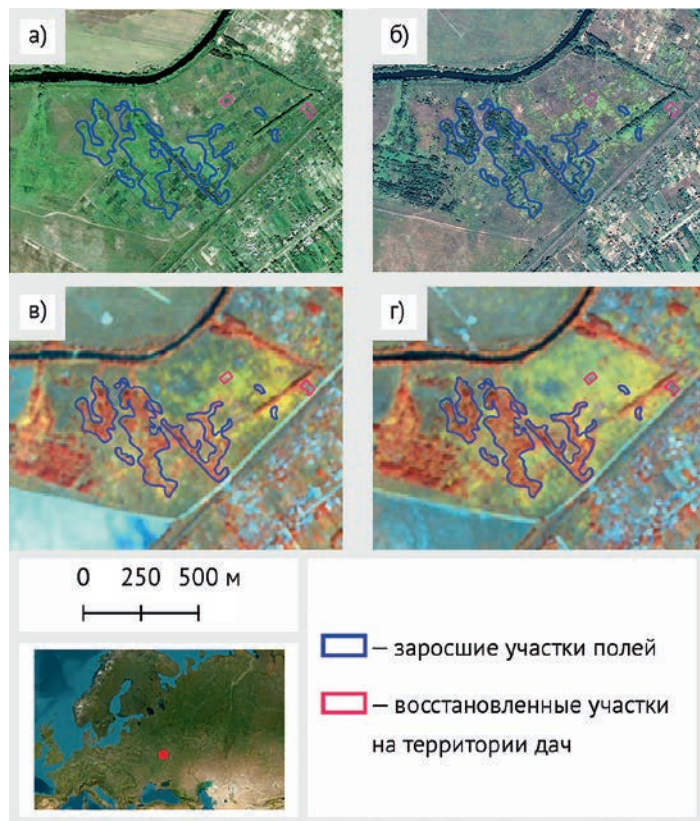 а)
б)
в)
г)
0 250 500 м
– заросшие участки полей
– восстановленные участки
на территории дач